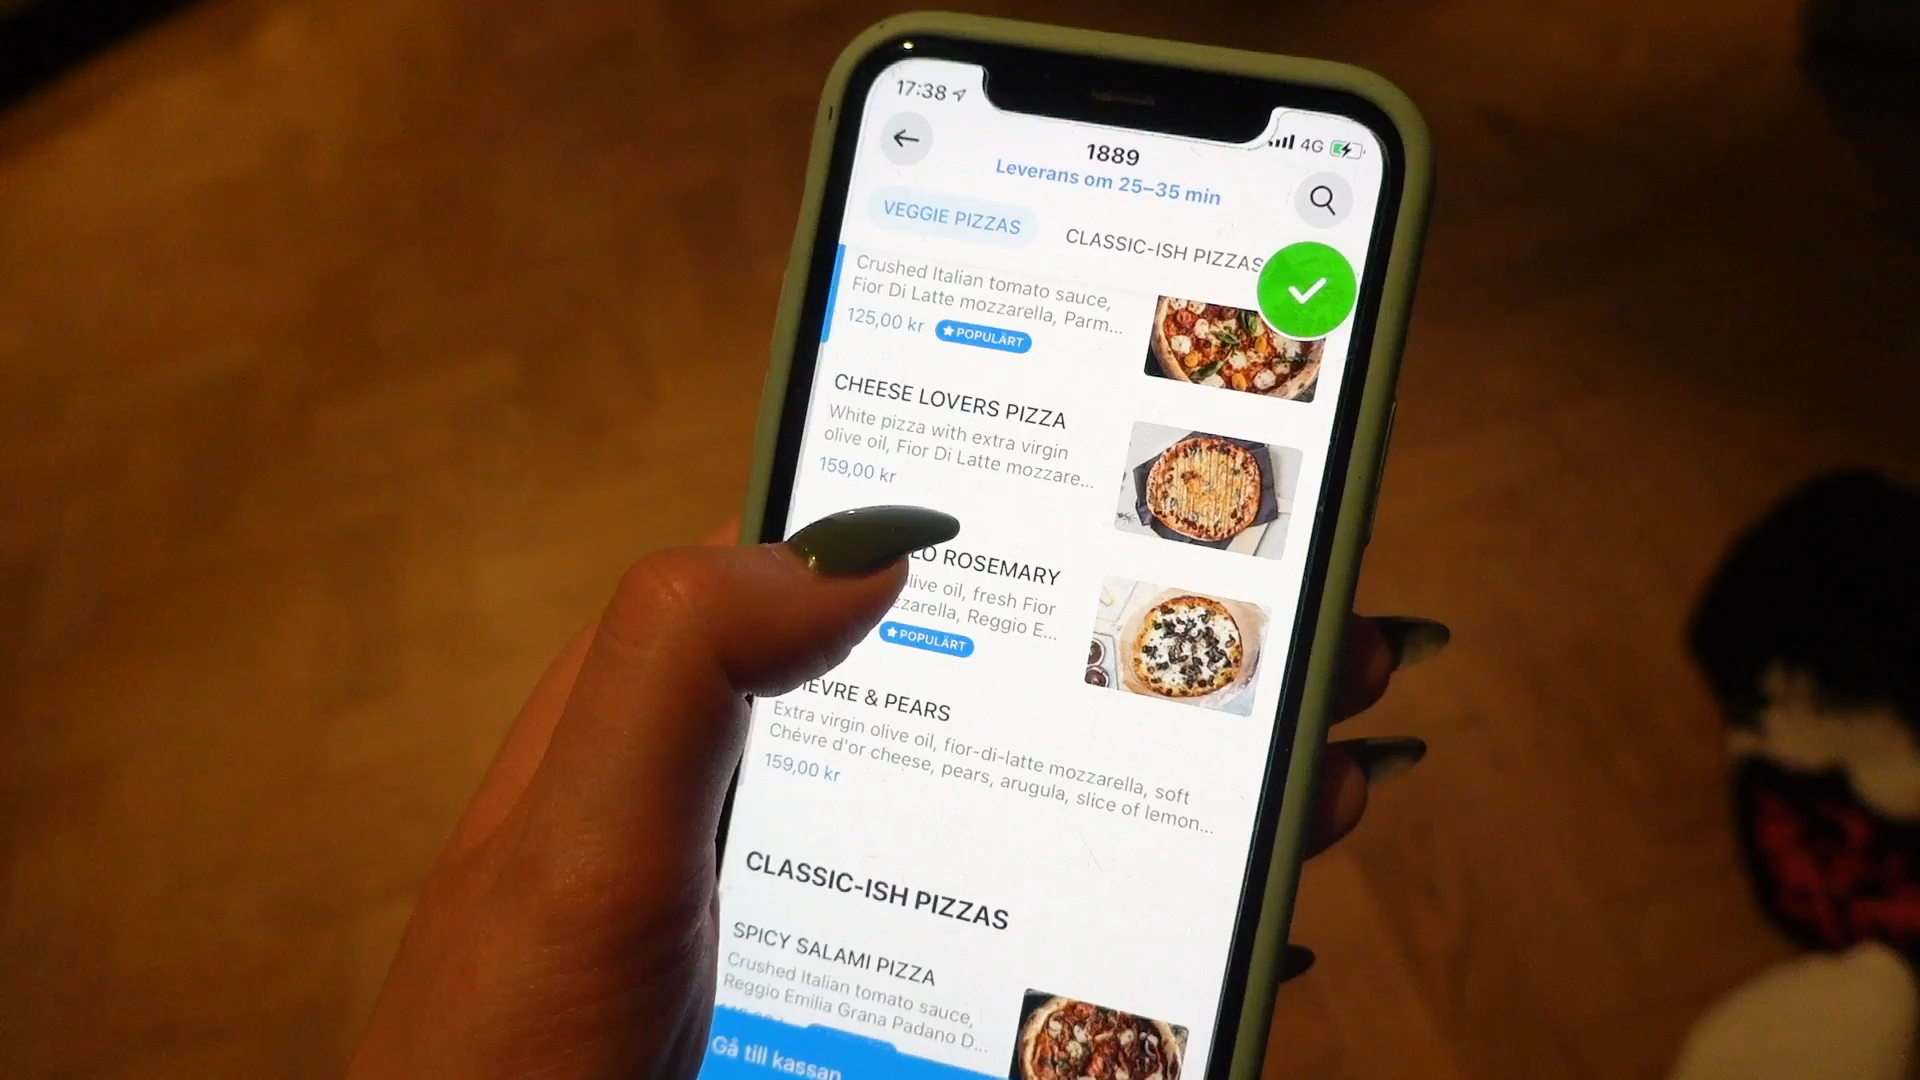 17:38
4G
1889
Leverans om 25–35 min
VEGGIE PIZZAS
CLASSIC-ISH PIZZAS
Crushed Italian tomato sauce,
Fior Di Latte mozzarella, Parm...
125,00 kr
POPULÄRT
CHEESE LOVERS PIZZA
White pizza with extra virgin
olive oil, Fior Di Latte mozzare...
159,00 kr
ROSEMARY
olive oil, fresh Fior
Reggio E...
POPULÄRT
& PEARS
Extra virgin olive oil, fior-di-latte mozzarella, soft
Chévre d'or cheese, pears, arugula, slice of lemon...
159,00 kr
CLASSIC-ISH PIZZAS
SPICY SALAMI PIZZA
Crushed Italian tomato sauce,
Reggio Emilia Grana Padano D...
Gå till kassan